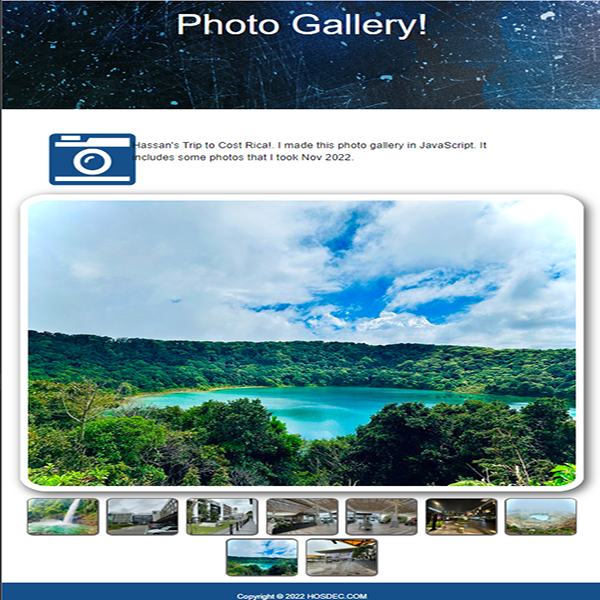 Photo Gallery!
Hassan's Trip to Cost Rica!. I made this photo gallery in JavaScript. It
includes some photos that I took Nov 2022.
Copyright @ 2022 HOSDEC.COM